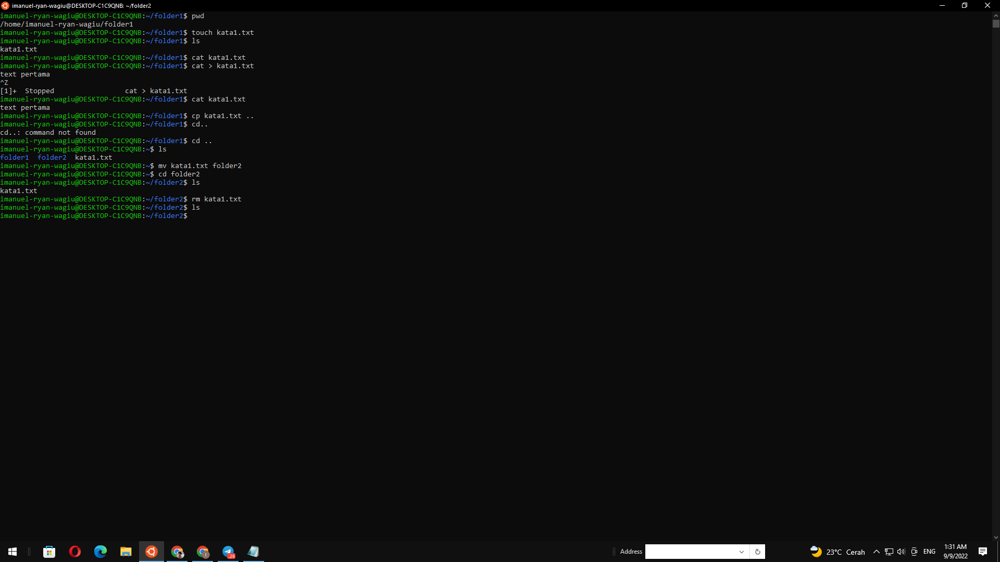 imanuel-ryan-wagiu@DESKTOP-C1C9QNB: ~/folder2
imanuel-ryan-wagiu@DESKTOP-C1C9QNB:~/folder1$ pwd
/home/imanuel-ryan-wagiu/folder1
imanuel-ryan-wagiu@DESKTOP-C1C9QNB:~/folder1$ touch kata1.txt
imanuel-ryan-wagiu@DESKTOP-C1C9QNB:~/folder1$ ls
kata1.txt
imanuel-ryan-wagiu@DESKTOP-C1C9QNB:~/folder1$ cat kata1.txt
imanuel-ryan-wagiu@DESKTOP-C1C9QNB:~/folder1$ cat > kata1.txt
text pertama
^Z
[1]+  Stopped                 cat > kata1.txt
imanuel-ryan-wagiu@DESKTOP-C1C9QNB:~/folder1$ cat kata1.txt
text pertama
imanuel-ryan-wagiu@DESKTOP-C1C9QNB:~/folder1$ cp kata1.txt ..
imanuel-ryan-wagiu@DESKTOP-C1C9QNB:~/folder1$ cd..
cd..: command not found
imanuel-ryan-wagiu@DESKTOP-C1C9QNB:~/folder1$ cd ..
imanuel-ryan-wagiu@DESKTOP-C1C9QNB:~$ ls
folder1  folder2  kata1.txt
imanuel-ryan-wagiu@DESKTOP-C1C9QNB:~$ mv kata1.txt folder2
imanuel-ryan-wagiu@DESKTOP-C1C9QNB:~$ cd folder2
imanuel-ryan-wagiu@DESKTOP-C1C9QNB:~/folder2$ ls
kata1.txt
imanuel-ryan-wagiu@DESKTOP-C1C9QNB:~/folder2$ rm kata1.txt
imanuel-ryan-wagiu@DESKTOP-C1C9QNB:~/folder2$ ls
imanuel-ryan-wagiu@DESKTOP-C1C9QNB:~/folder2$
Address
23°C Cerah
ENG
1:31 AM
9/9/2022